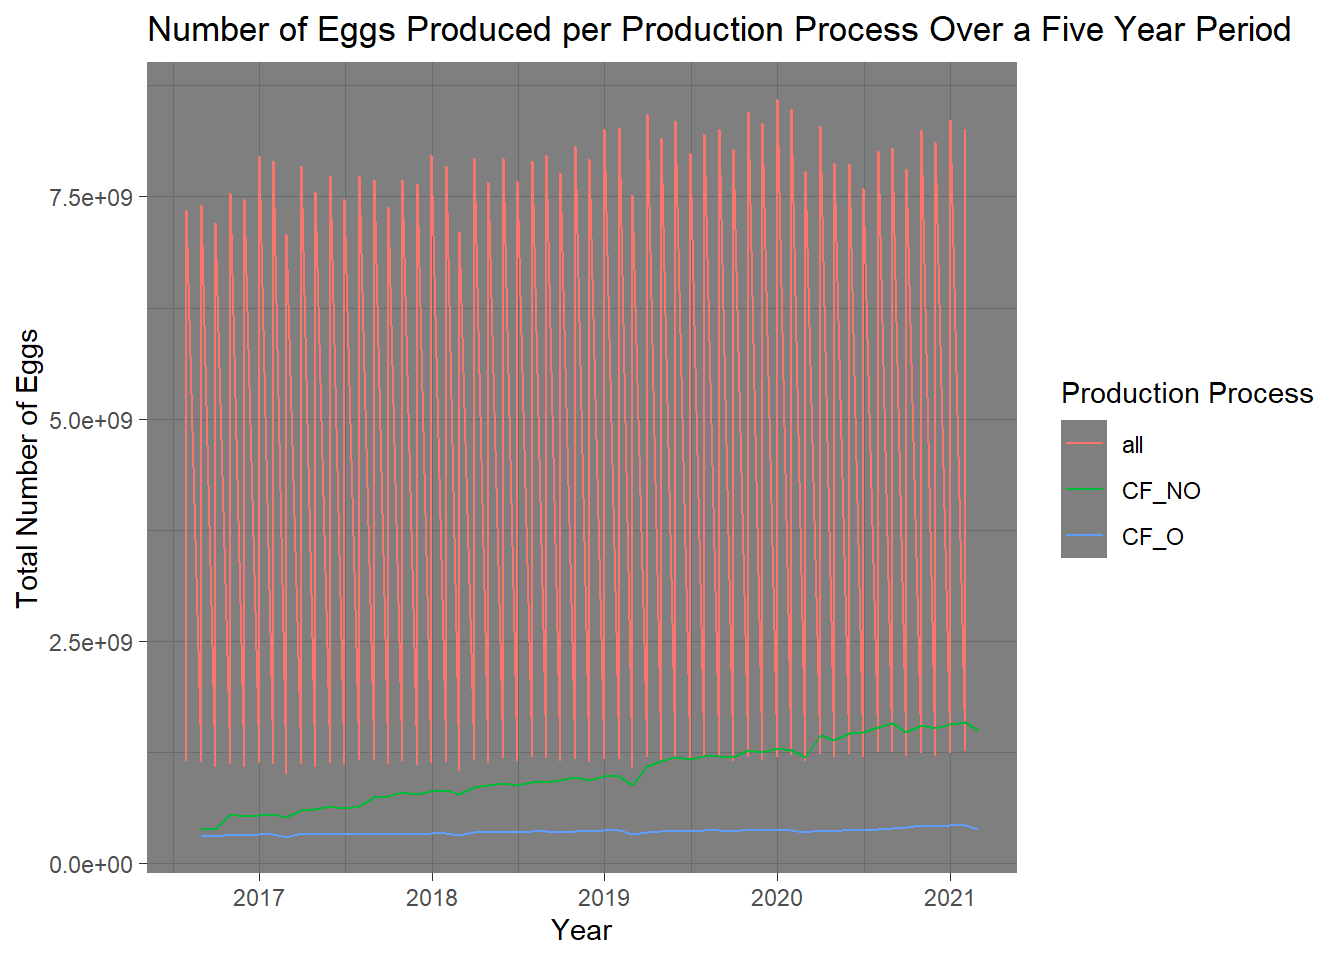 Number of Eggs Produced per Production Process Over a Five Year Period
Total Number of Eggs
7.5e+09
5.0e+09
2.5e+09
0.0e+00
2017
2018
2019
2020
2021
Year
Production Process
all
CF_NO
CF_O